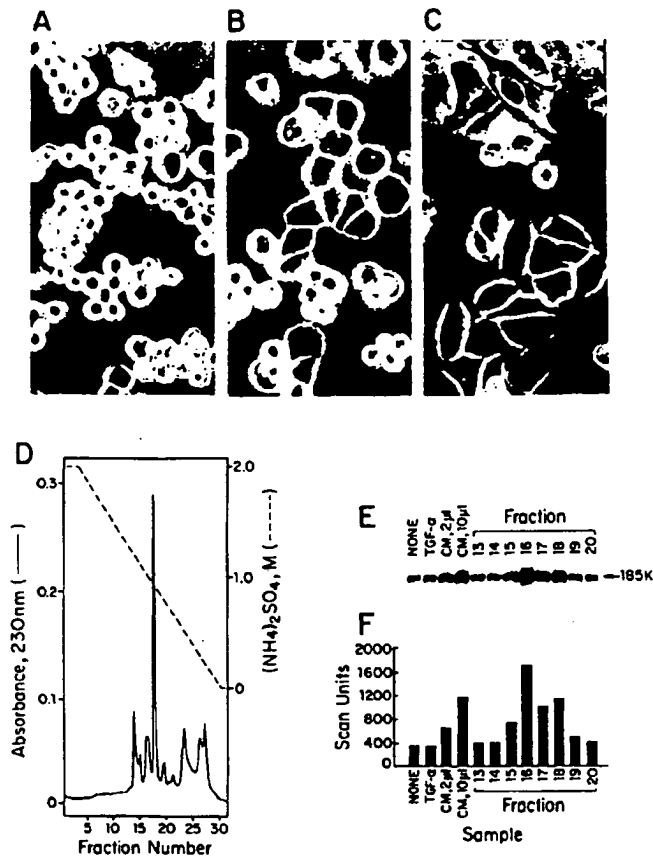 A B C
D
0.3
0.2
0.1
0
Absorbance, 230nm (——)
2.0
1.0
0
(NH4)2SO4, M (-----)
5 10 15 20 25 30
Fraction Number
E
NONE
TGF-α
CM, 2μl
CM, 10μl
Fraction
13
14
15
16
17
18
19
20
185K
F
2000
1600
1200
800
400
0
Scan Units
NONE
TGF-α
CM, 2μl
CM, 10μl
13
14
15
16
17
18
19
20
Fraction
Sample